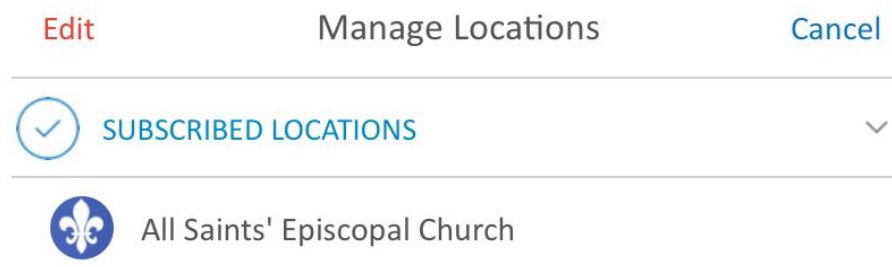 Edit Manage Locations Cancel
SUBSCRIBED LOCATIONS
All Saints' Episcopal Church